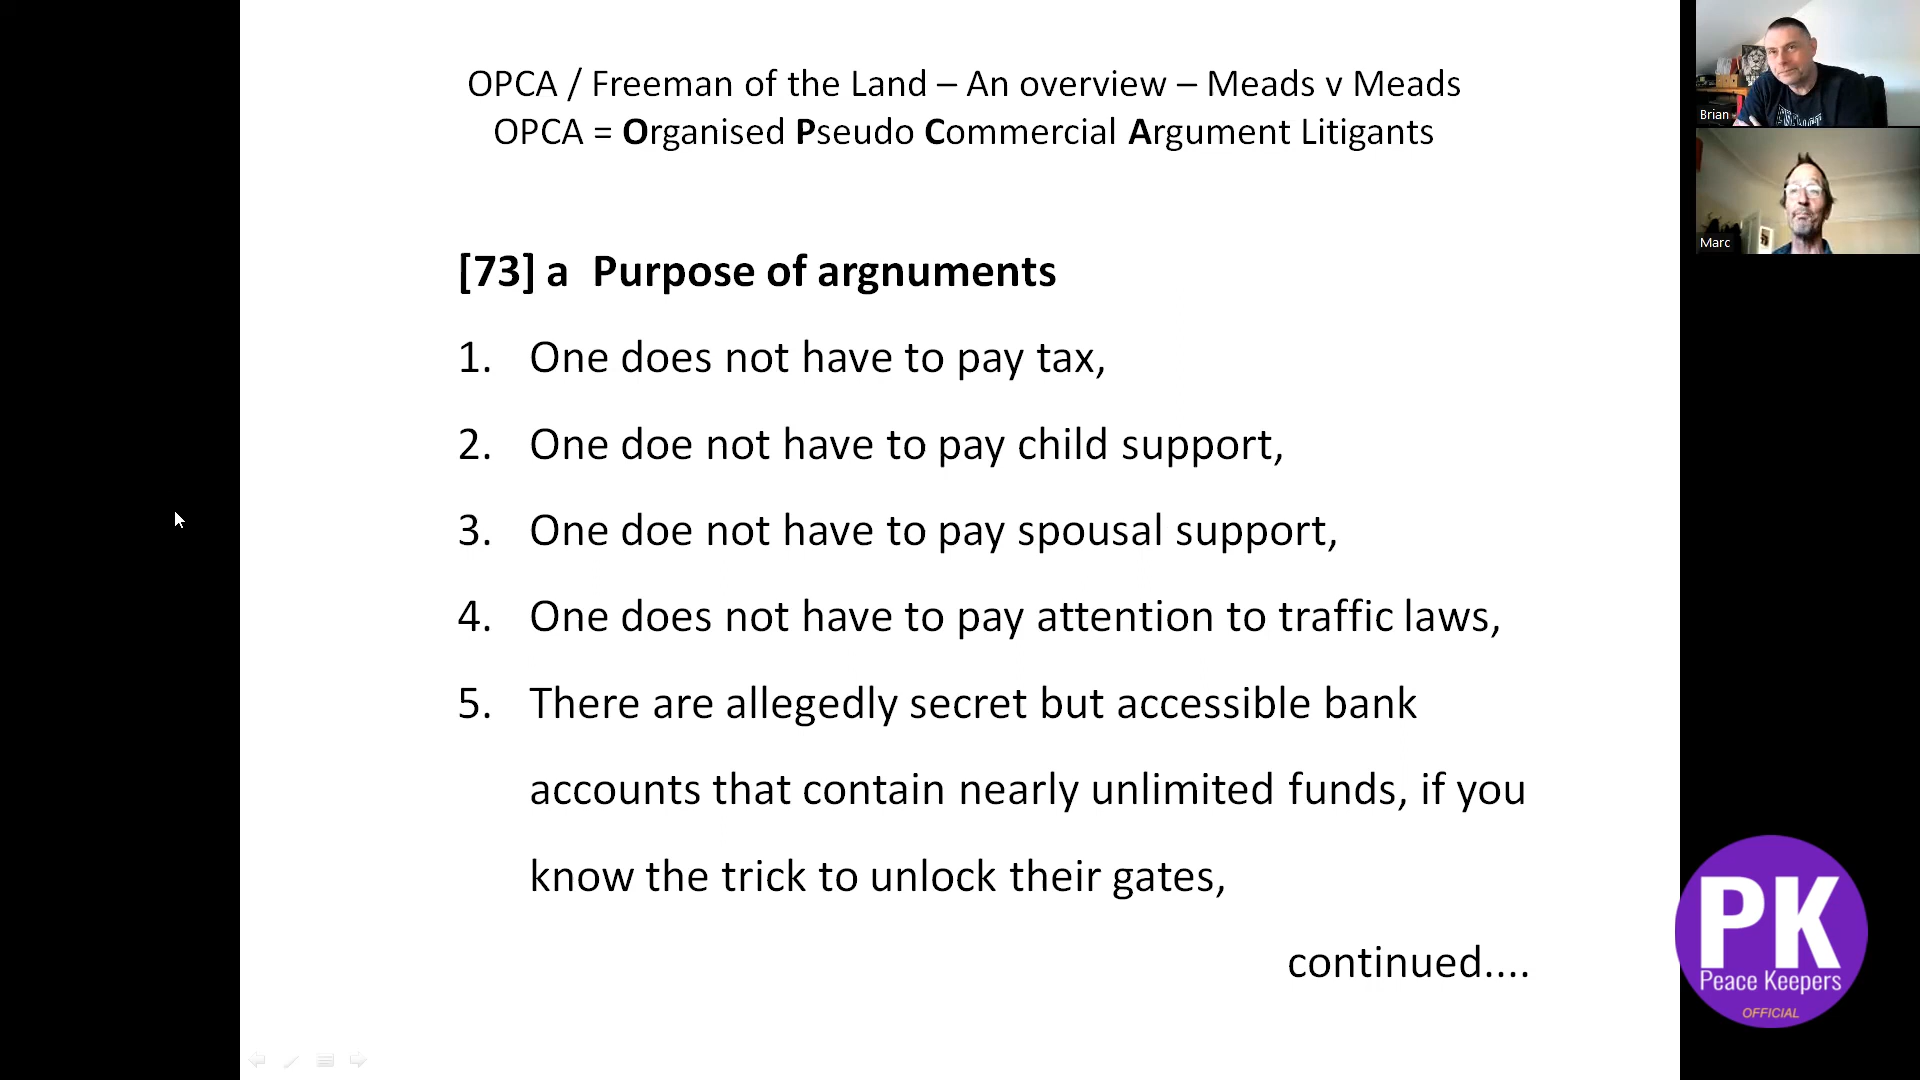 OPCA / Freeman of the Land – An overview – Meads v Meads
OPCA = Organised Pseudo Commercial Argument Litigants
[73] a Purpose of argnuments
1. One does not have to pay tax,
2. One doe not have to pay child support,
3. One doe not have to pay spousal support,
4. One does not have to pay attention to traffic laws,
5. There are allegedly secret but accessible bank
accounts that contain nearly unlimited funds, if you
know the trick to unlock their gates,
continued....
Brian
Marc
PK
Peace Keepers
OFFICIAL